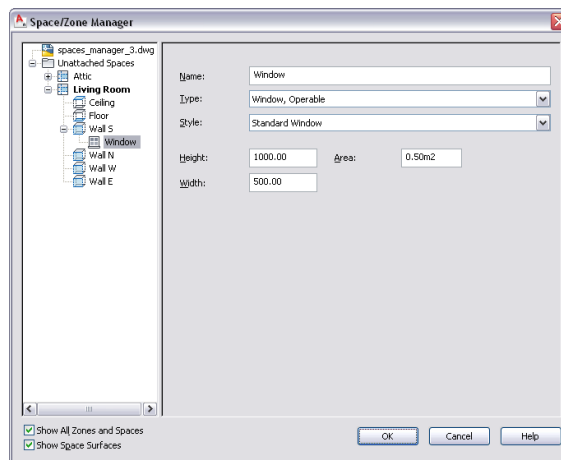 Space/Zone Manager
spaces_manager_3.dwg
Unattached Spaces
Attic
Living Room
Ceiling
Floor
Wall S
Window
Wall N
Wall W
Wall E
Name: Window
Type: Window, Operable
Style: Standard Window
Height: 1000.00 Area: 0.50m2
Width: 500.00
Show All Zones and Spaces
Show Space Surfaces
OK Cancel Help